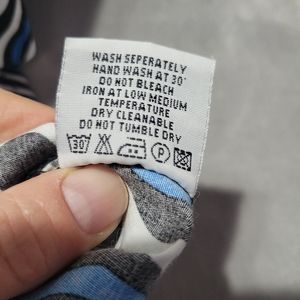 WASH SEPERATELY
HAND WASH AT 30°
DO NOT BLEACH
IRON AT LOW MEDIUM
TEMPERATURE
DRY CLEANABLE
DO NOT TUMBLE DRY
30 P